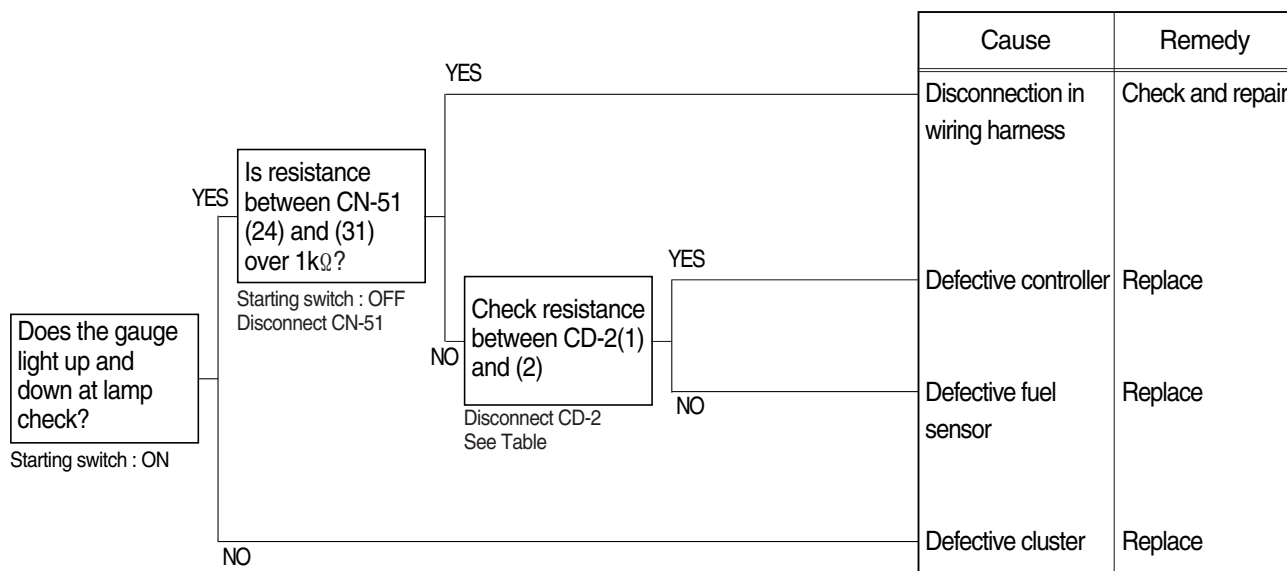 Cause
Remedy
YES
Disconnection in
wiring harness
Check and repair
YES
Is resistance
between CN-51
(24) and (31)
over 1kΩ?
Starting switch : OFF
Disconnect CN-51
YES
Defective controller
Replace
NO
Check resistance
between CD-2(1)
and (2)
Disconnect CD-2
See Table
NO
Defective fuel
sensor
Replace
Does the gauge
light up and
down at lamp
check?
Starting switch : ON
NO
Defective cluster
Replace